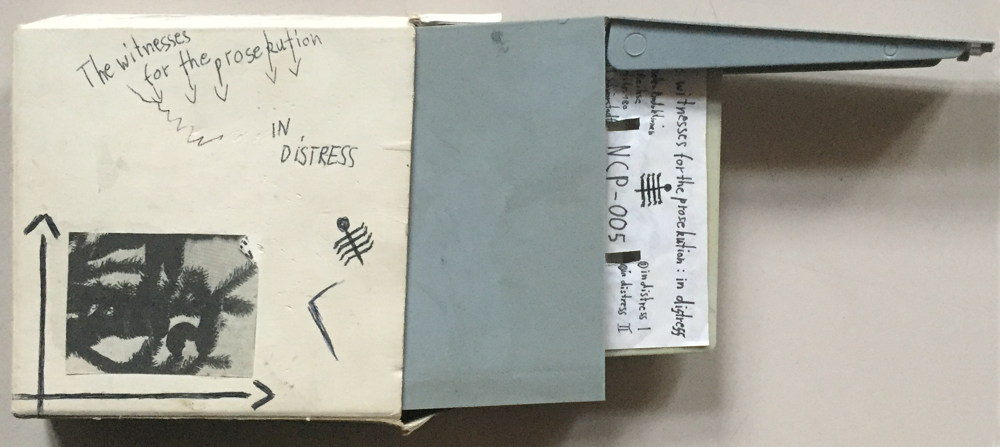 The witnesses
for the prosekution
IN
DISTRESS
witnesses for the prosekution : in distress
NCP-005
@in distress I
@in distress II